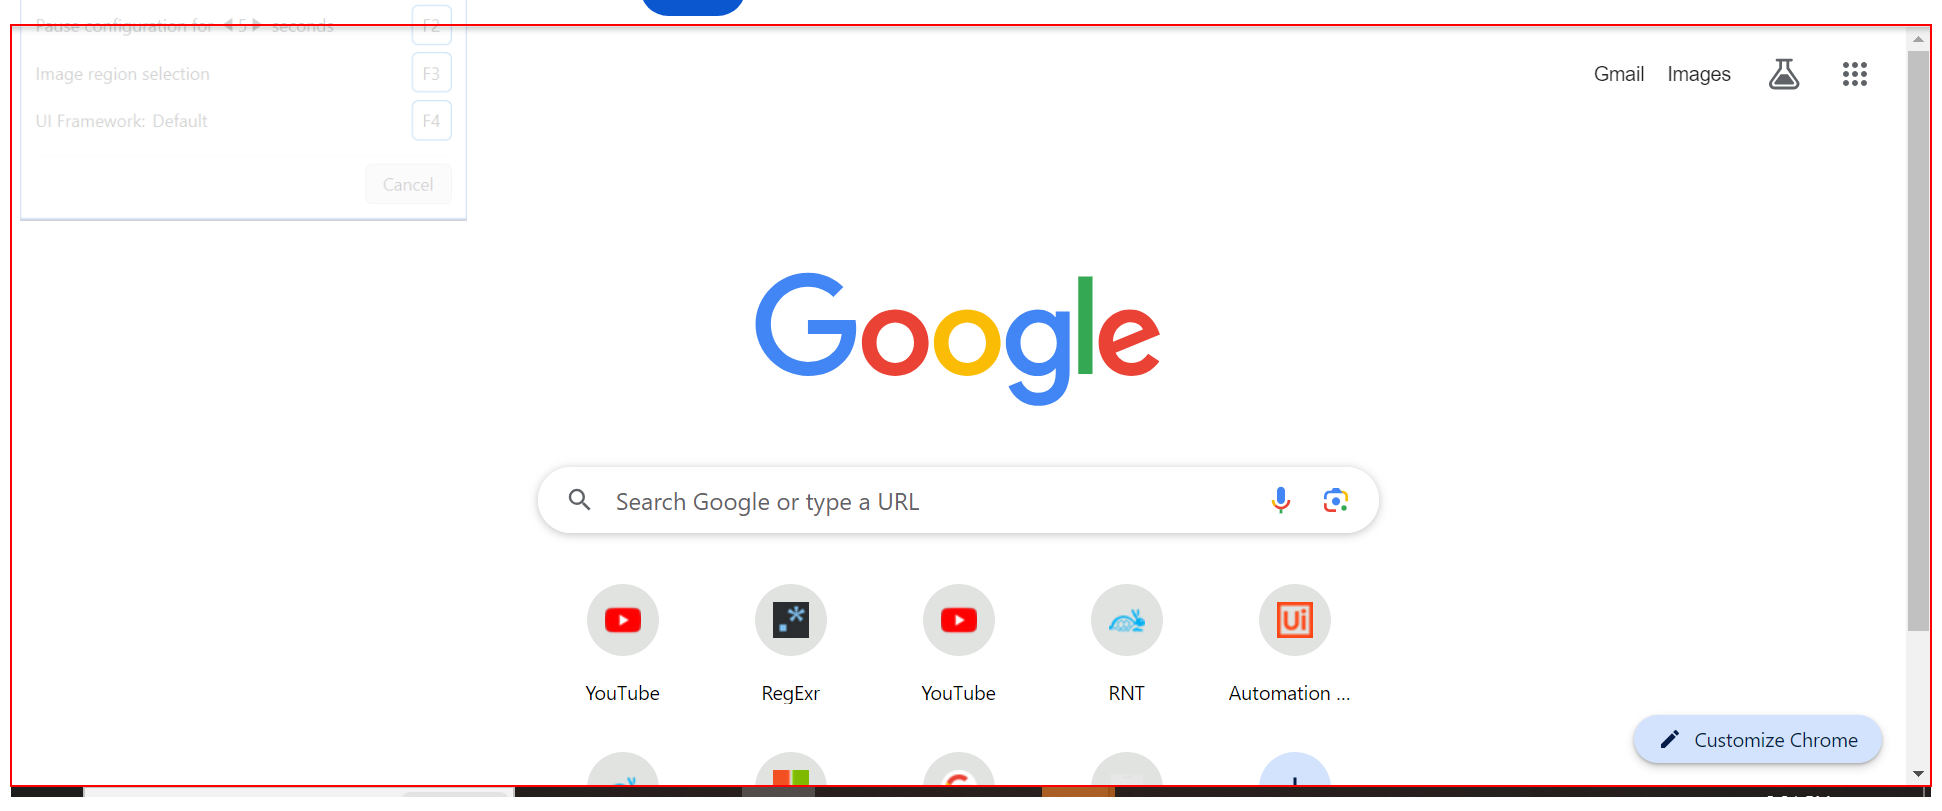 Pause configuration for 5 seconds F2
Image region selection F3
UI Framework: Default F4
Cancel
Gmail Images
Google
Search Google or type a URL
Ui
YouTube RegExr YouTube RNT Automation ...
Customize Chrome